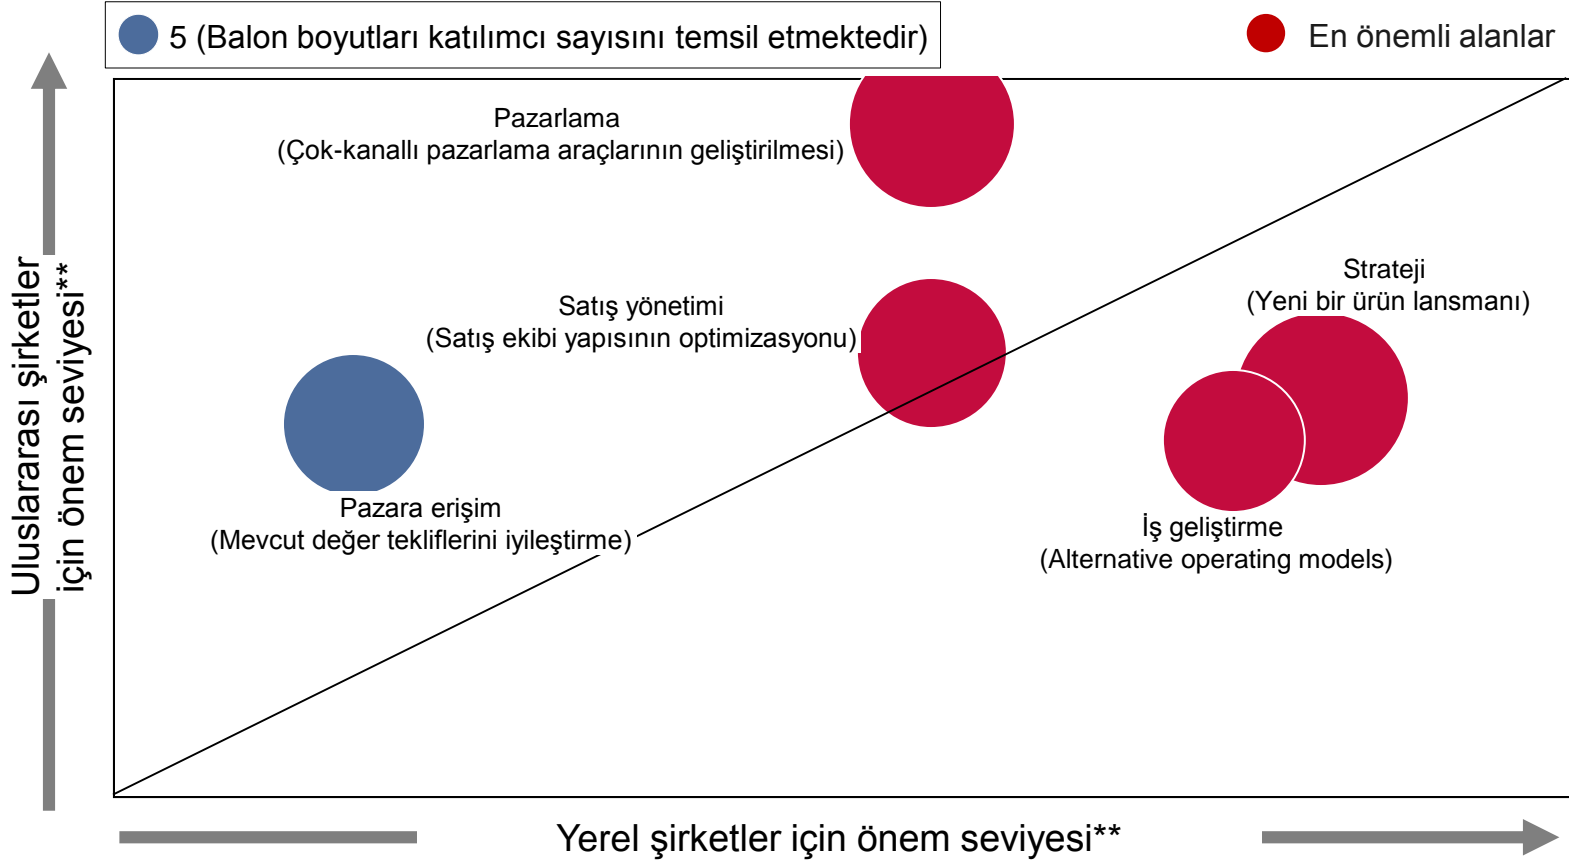 5 (Balon boyutları katılımcı sayısını temsil etmektedir)
En önemli alanlar
Pazarlama
(Çok-kanallı pazarlama araçlarının geliştirilmesi)
Strateji
(Yeni bir ürün lansmanı)
Satış yönetimi
(Satış ekibi yapısının optimizasyonu)
Uluslararası şirketler
için önem seviyesi**
Pazara erişim
(Mevcut değer tekliflerini iyileştirme)
İş geliştirme
(Alternative operating models)
Yerel şirketler için önem seviyesi**